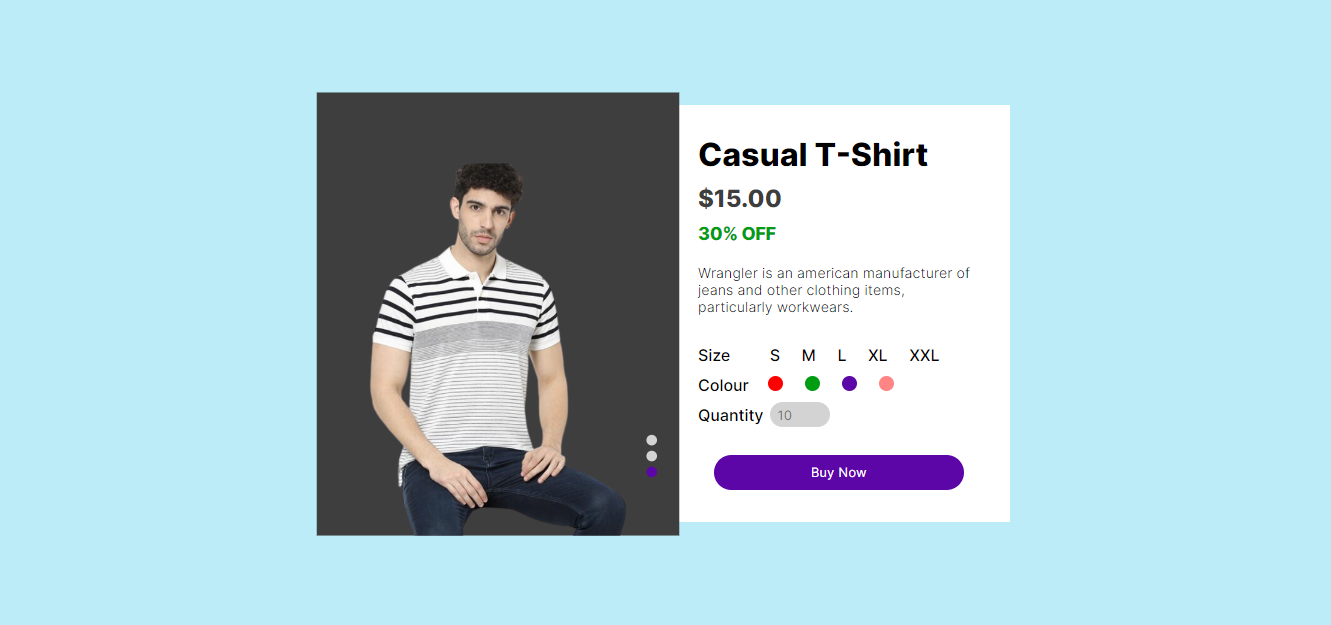 Casual T-Shirt
$15.00
30% OFF
Wrangler is an american manufacturer of
jeans and other clothing items,
particularly workwears.
Size S M L XL XXL
Colour
Quantity 10
Buy Now